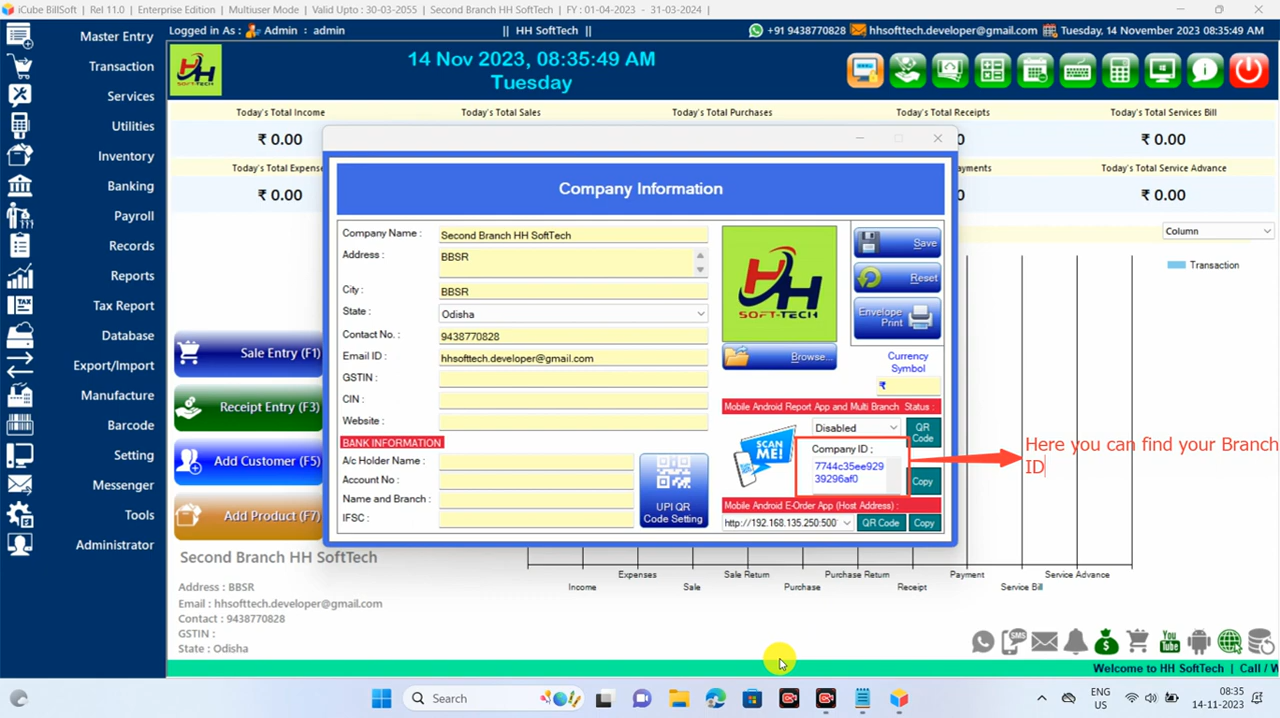 iCube BillSoft | Rel 11.0 | Enterprise Edition | Multiuser Mode | Valid Upto : 30-03-2055 | Second Branch HH SoftTech | FY : 01-04-2023 - 31-03-2024 |
Logged in As : Admin : admin || HH SoftTech || +91 9438770828 hhsofttech.developer@gmail.com Tuesday, 14 November 2023 08:35:49 AM
Master Entry
Transaction
Services
Utilities
Inventory
Banking
Payroll
Records
Reports
Tax Report
Database
Export/Import
Manufacture
Barcode
Setting
Messenger
Tools
Administrator
HH
SOFT-TECH
14 Nov 2023, 08:35:49 AM
Tuesday
Today's Total Income Today's Total Sales Today's Total Purchases Today's Total Receipts Today's Total Services Bill
₹ 0.00 0 ₹ 0.00
Today's Total Expense ayments Today's Total Service Advance
₹ 0.00 0 ₹ 0.00
Column
Transaction
Sale Entry (F1)
Receipt Entry (F3)
Add Customer (F5)
Add Product (F7)
Company Information
Company Name : Second Branch HH SoftTech
Address : BBSR
City : BBSR
State : Odisha
Contact No. : 9438770828
Email ID : hhsofttech.developer@gmail.com
GSTIN :
CIN :
Website :
BANK INFORMATION
A/c Holder Name :
Account No :
Name and Branch :
IFSC :
UPI QR
Code Setting
HH
SOFT-TECH
Browse...
Save
Reset
Envelope
Print
Currency
Symbol
₹
Mobile Android Report App and Multi Branch Status :
SCAN
ME!
Disabled
QR
Code
Company ID :
7744c35ee929
39296af0
Copy
Mobile Android E-Order App (Host Address) :
http://192.168.135.250:500 QR Code Copy
Here you can find your Branch
ID
Expenses Sale Return Purchase Return Payment Service Advance
Income Sale Purchase Receipt Service Bill
Second Branch HH SoftTech
Address : BBSR
Email : hhsofttech.developer@gmail.com
Contact : 9438770828
GSTIN :
State : Odisha
SMS
You
Tube
Welcome to HH SoftTech | Call / W
Search
ENG
US
08:35
14-11-2023